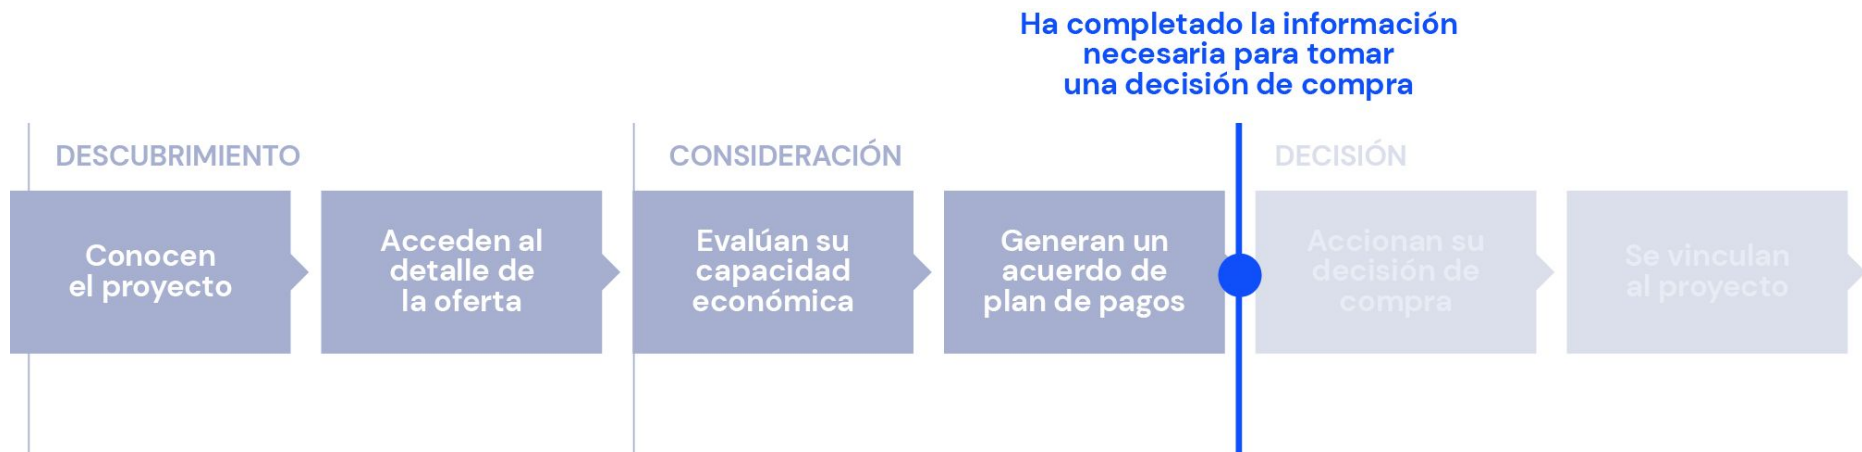 Ha completado la información
necesaria para tomar
una decisión de compra
DESCUBRIMIENTO
CONSIDERACIÓN
DECISIÓN
Conocen
el proyecto
Acceden al
detalle de
la oferta
Evalúan su
capacidad
económica
Generan un
acuerdo de
plan de pagos
Accionan su
decisión de
compra
Se vinculan
al proyecto